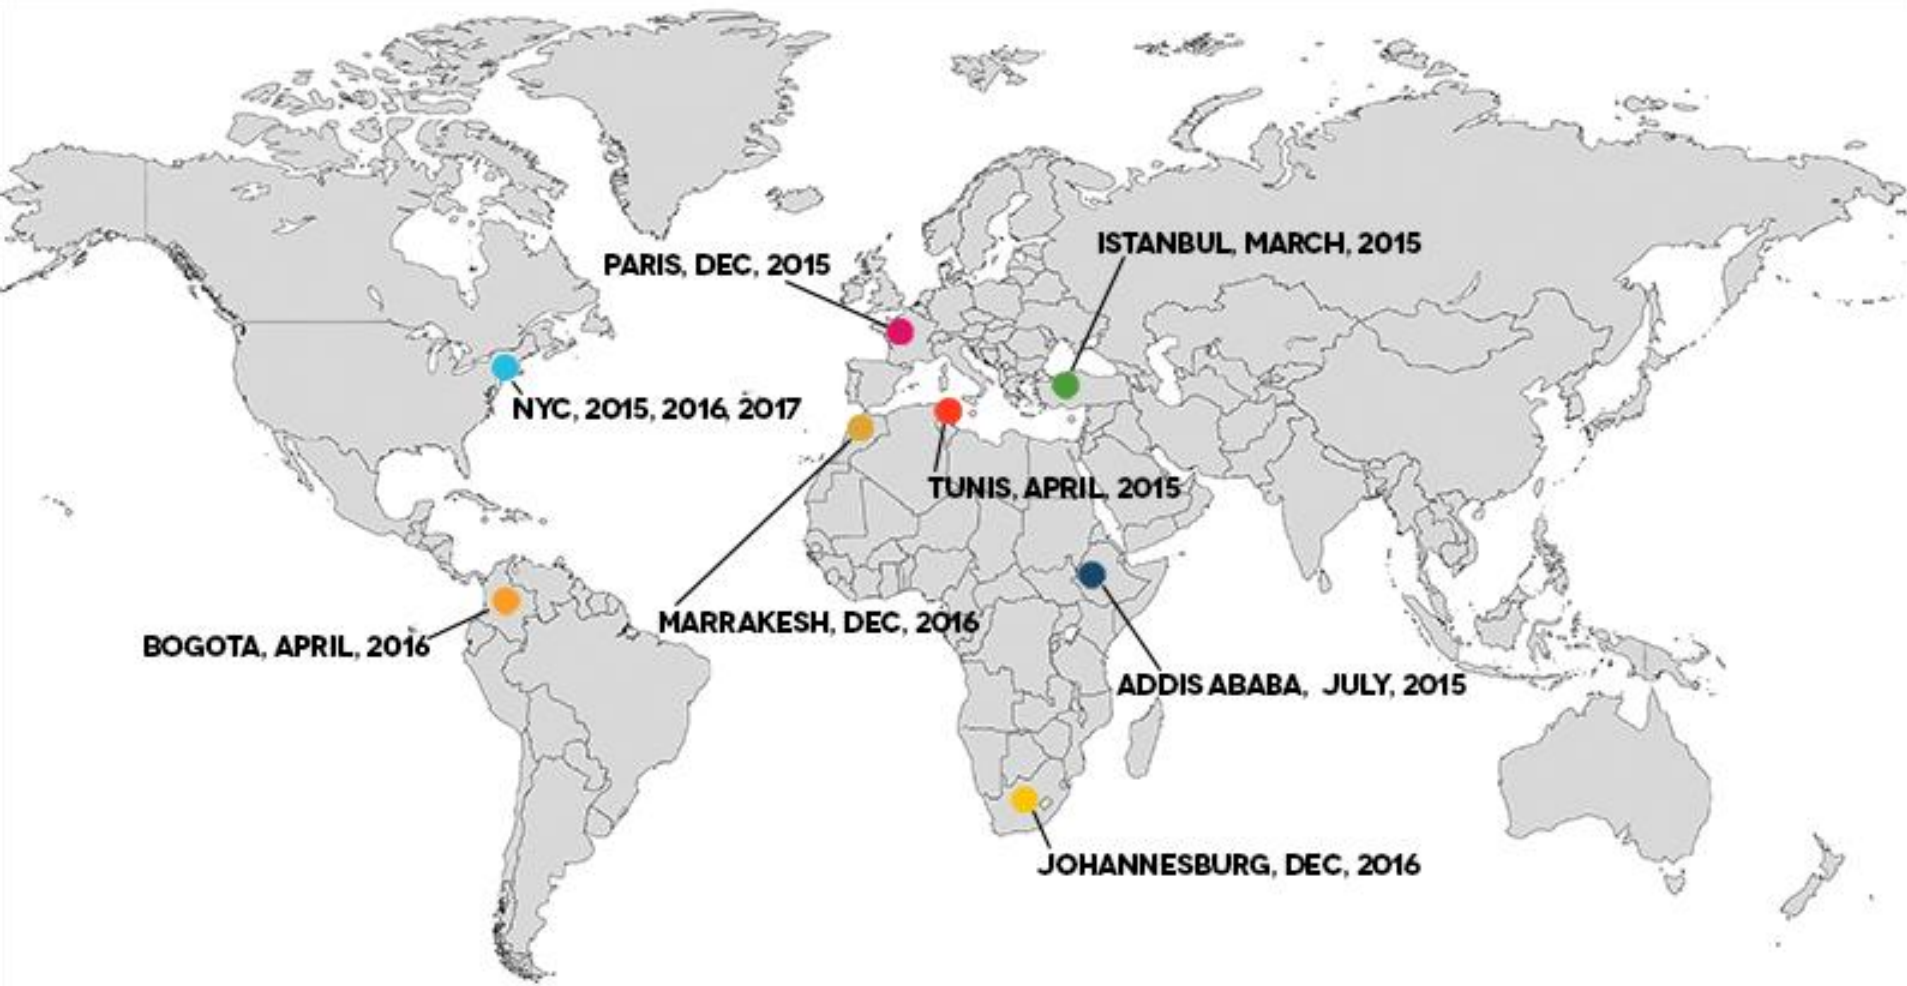 ISTANBUL, MARCH, 2015
PARIS, DEC, 2015
NYC, 2015, 2016, 2017
TUNIS, APRIL, 2015
MARRAKESH, DEC, 2016
BOGOTA, APRIL, 2016
ADDIS ABABA, JULY, 2015
JOHANNESBURG, DEC, 2016